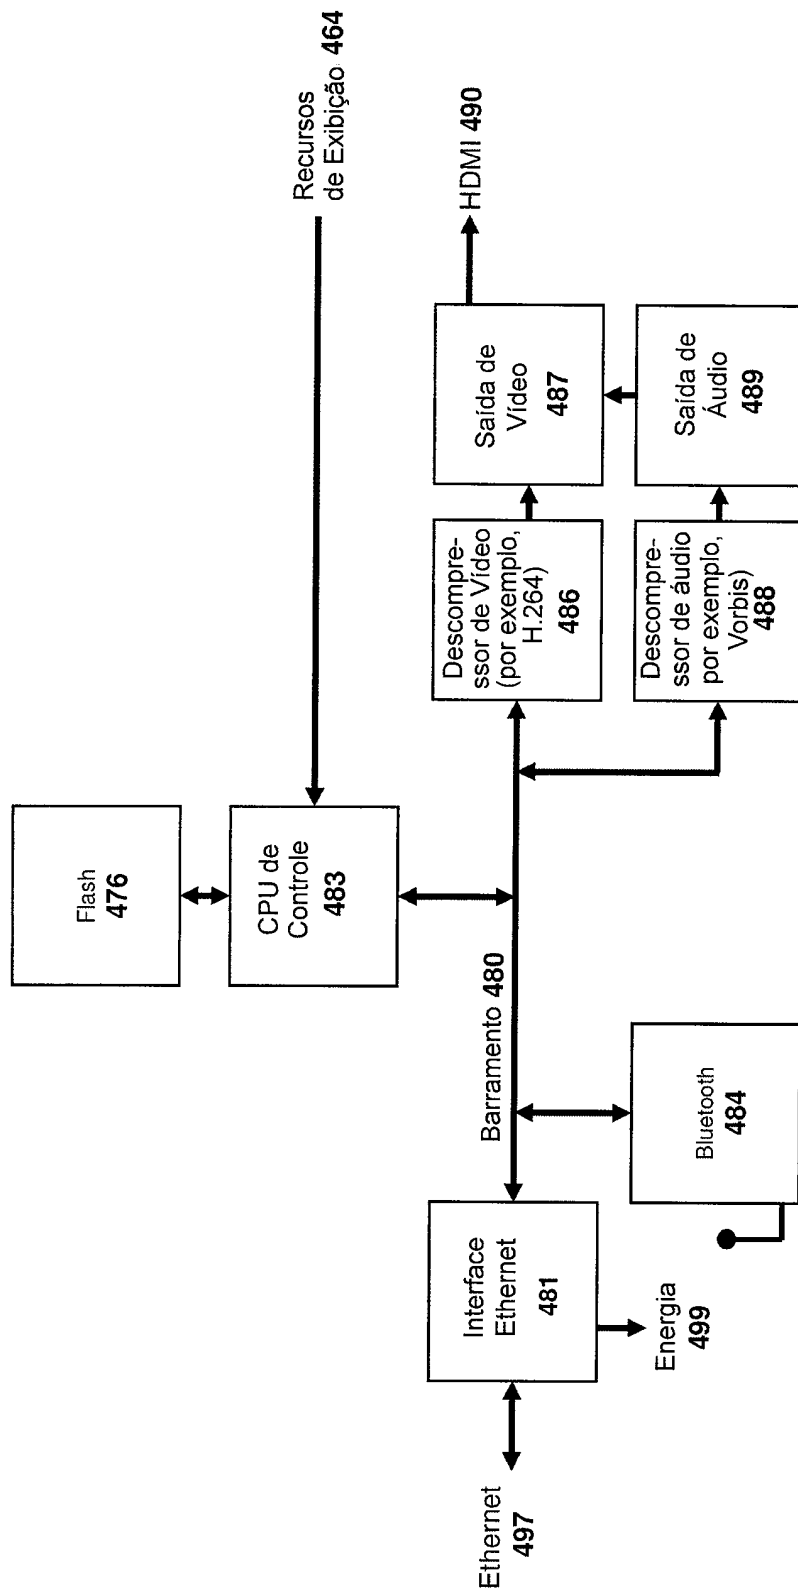 Flash
476
CPU de
Controle
483
Recursos
de Exibição 464
Barramento 480
Ethernet
497
Interface
Ethernet
481
Energia
499
Bluetooth
484
Descompre-
ssor de Vídeo
(por exemplo,
H.264)
486
Saída de
Vídeo
487
HDMI 490
Descompre-
ssor de áudio
por exemplo,
Vorbis)
488
Saída de
Áudio
489